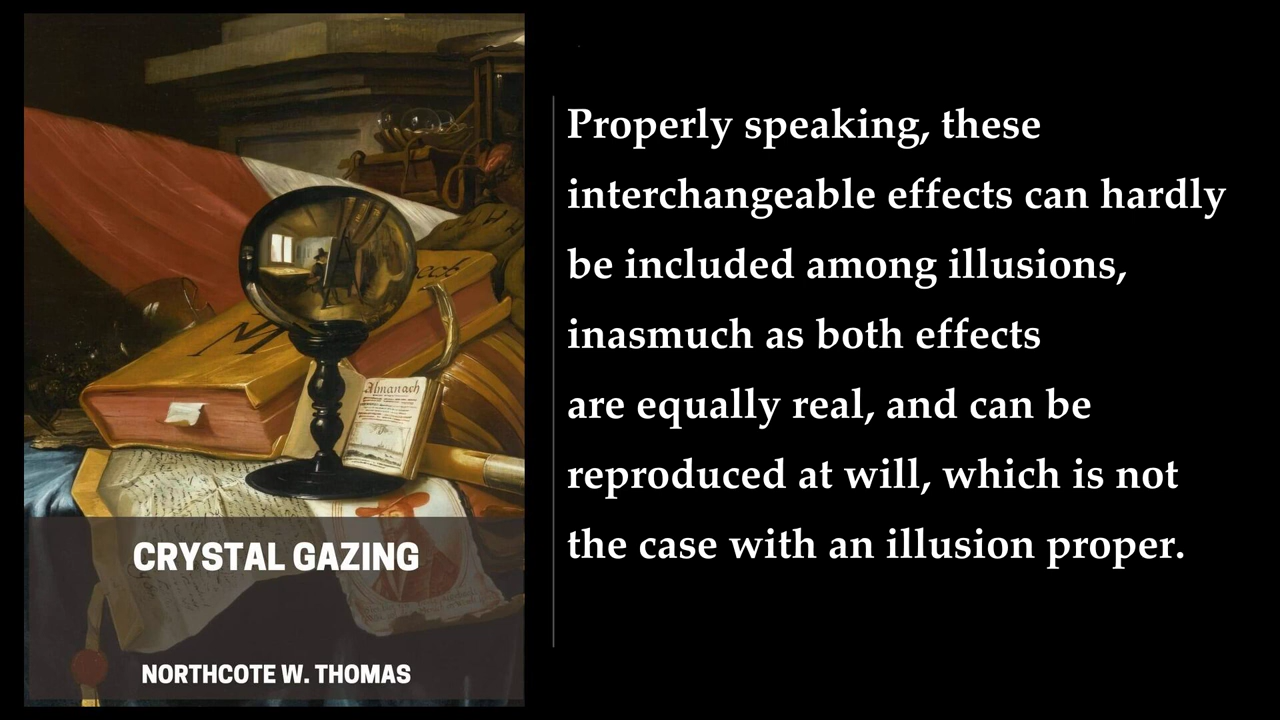 M
Almanach
CRYSTAL GAZING
NORTHCOTE W. THOMAS
Properly speaking, these
interchangeable effects can hardly
be included among illusions,
inasmuch as both effects
are equally real, and can be
reproduced at will, which is not
the case with an illusion proper.